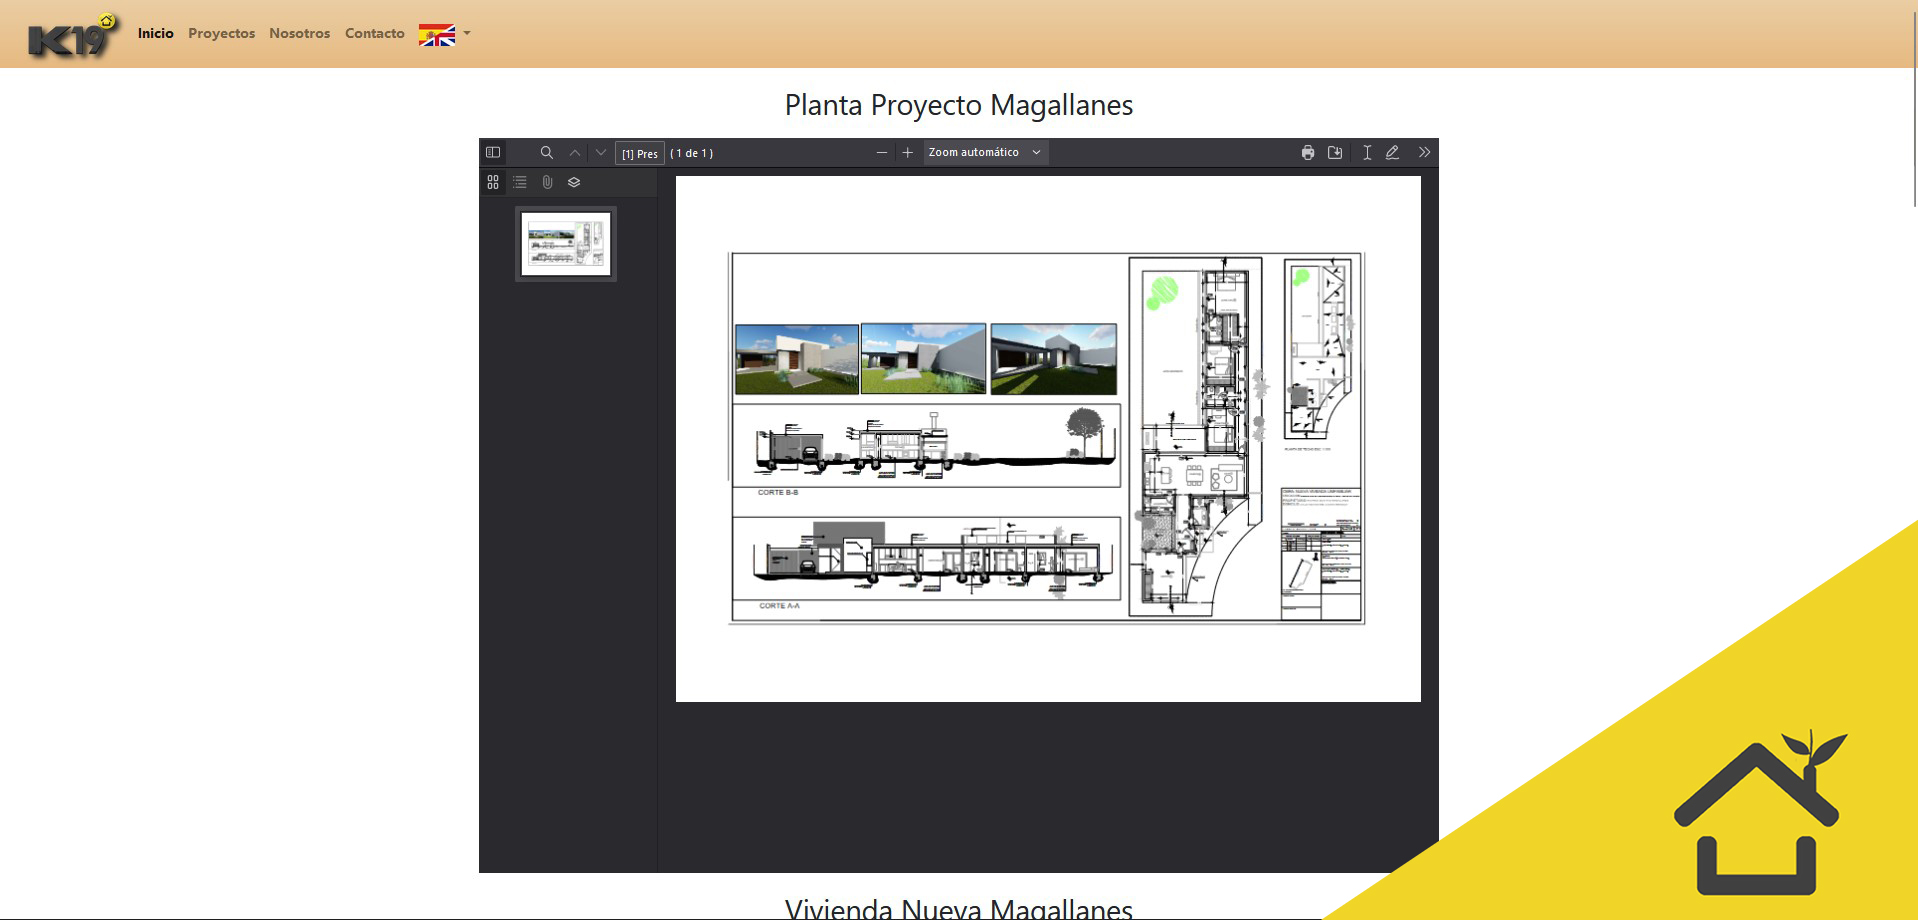 K19
Inicio
Proyectos
Nosotros
Contacto
Planta Proyecto Magallanes
[1] Pres
( 1 de 1 )
Zoom automático
CORTE B-B
CORTE A-A
Vivienda Nueva Magallanes